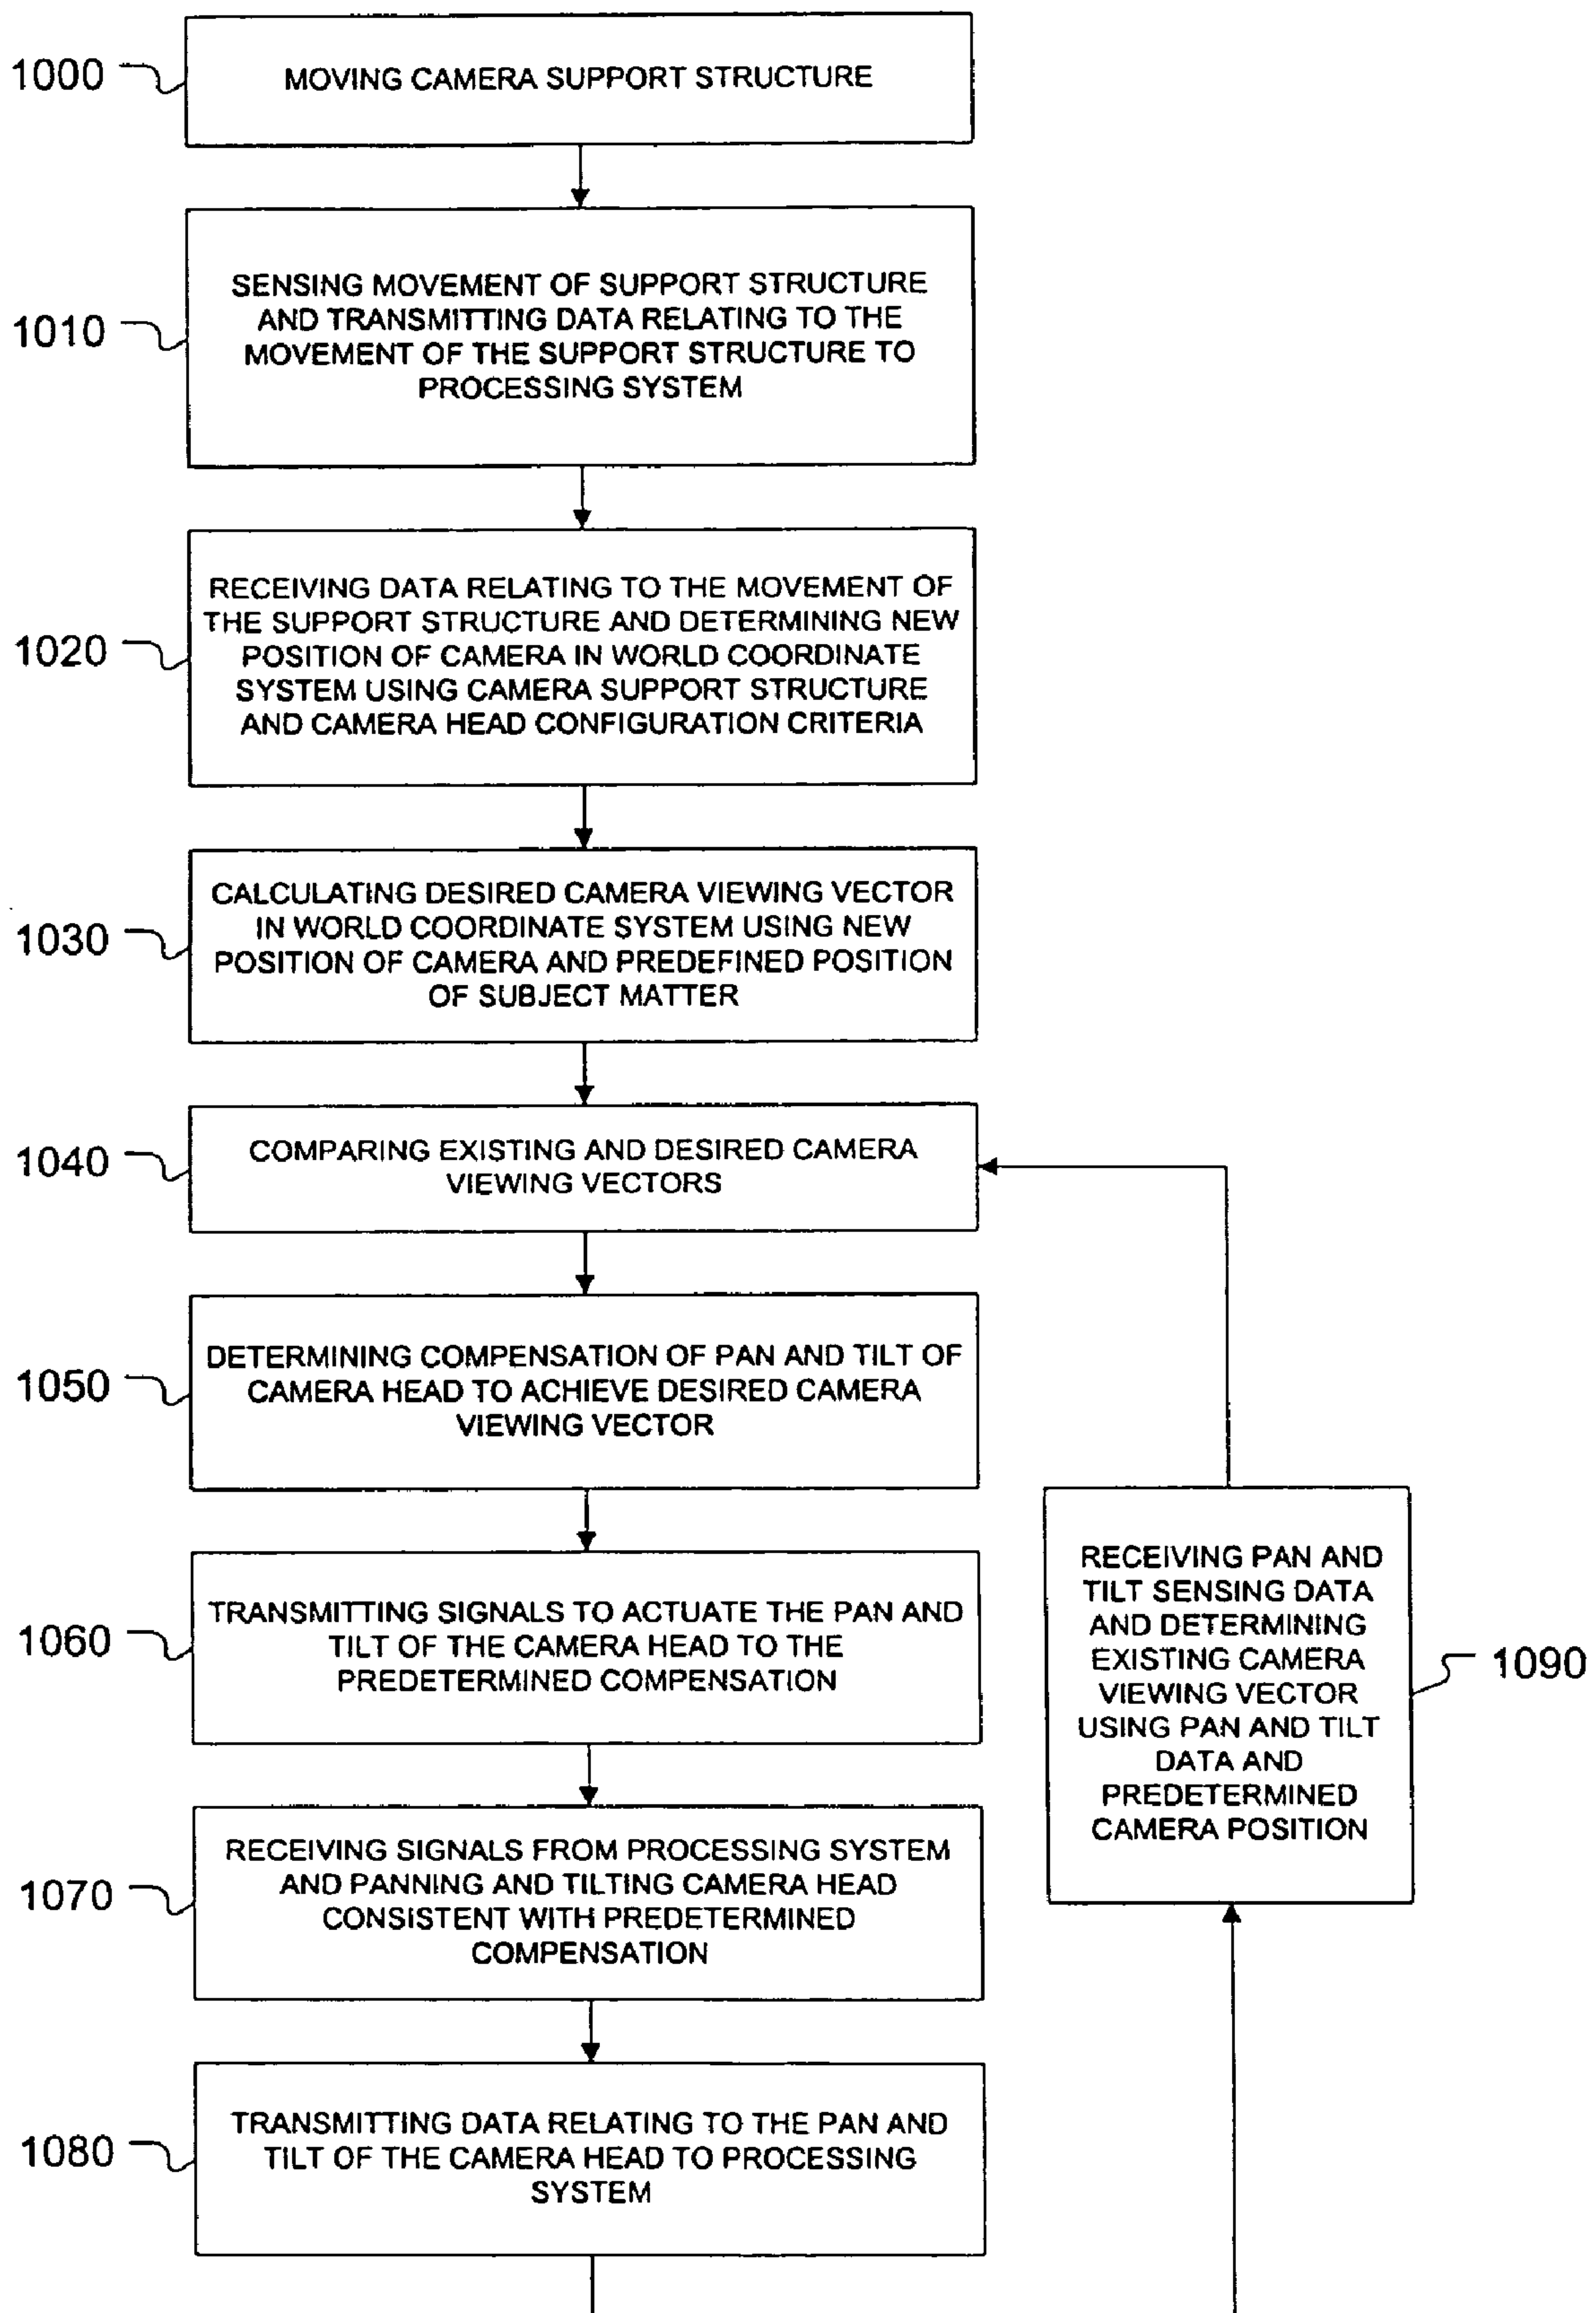 1000
MOVING CAMERA SUPPORT STRUCTURE
1010
SENSING MOVEMENT OF SUPPORT STRUCTURE
AND TRANSMITTING DATA RELATING TO THE
MOVEMENT OF THE SUPPORT STRUCTURE TO
PROCESSING SYSTEM
1020
RECEIVING DATA RELATING TO THE MOVEMENT OF
THE SUPPORT STRUCTURE AND DETERMINING NEW
POSITION OF CAMERA IN WORLD COORDINATE
SYSTEM USING CAMERA SUPPORT STRUCTURE
AND CAMERA HEAD CONFIGURATION CRITERIA
1030
CALCULATING DESIRED CAMERA VIEWING VECTOR
IN WORLD COORDINATE SYSTEM USING NEW
POSITION OF CAMERA AND PREDEFINED POSITION
OF SUBJECT MATTER
1040
COMPARING EXISTING AND DESIRED CAMERA
VIEWING VECTORS
1050
DETERMINING COMPENSATION OF PAN AND TILT OF
CAMERA HEAD TO ACHIEVE DESIRED CAMERA
VIEWING VECTOR
1060
TRANSMITTING SIGNALS TO ACTUATE THE PAN AND
TILT OF THE CAMERA HEAD TO THE
PREDETERMINED COMPENSATION
1070
RECEIVING SIGNALS FROM PROCESSING SYSTEM
AND PANNING AND TILTING CAMERA HEAD
CONSISTENT WITH PREDETERMINED
COMPENSATION
1080
TRANSMITTING DATA RELATING TO THE PAN AND
TILT OF THE CAMERA HEAD TO PROCESSING
SYSTEM
RECEIVING PAN AND
TILT SENSING DATA
AND DETERMINING
EXISTING CAMERA
VIEWING VECTOR
USING PAN AND TILT
DATA AND
PREDETERMINED
CAMERA POSITION
1090